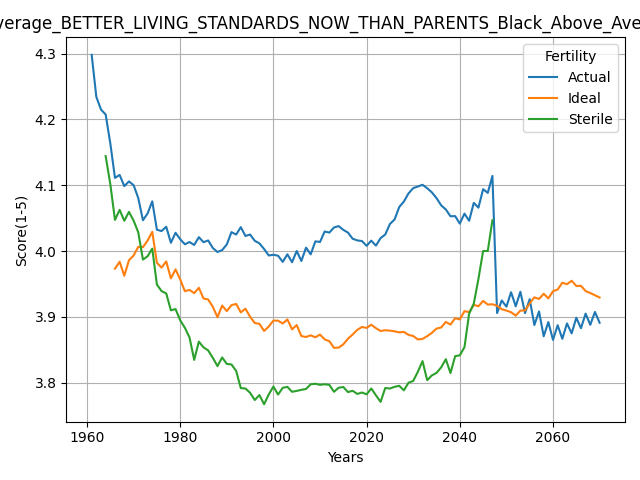 verage_BETTER_LIVING_STANDARDS_NOW_THAN_PARENTS_Black_Above_Ave
Fertility
Actual
Ideal
Sterile
4.3
4.2
4.1
4.0
3.9
3.8
Score(1-5)
1960 1980 2000 2020 2040 2060
Years